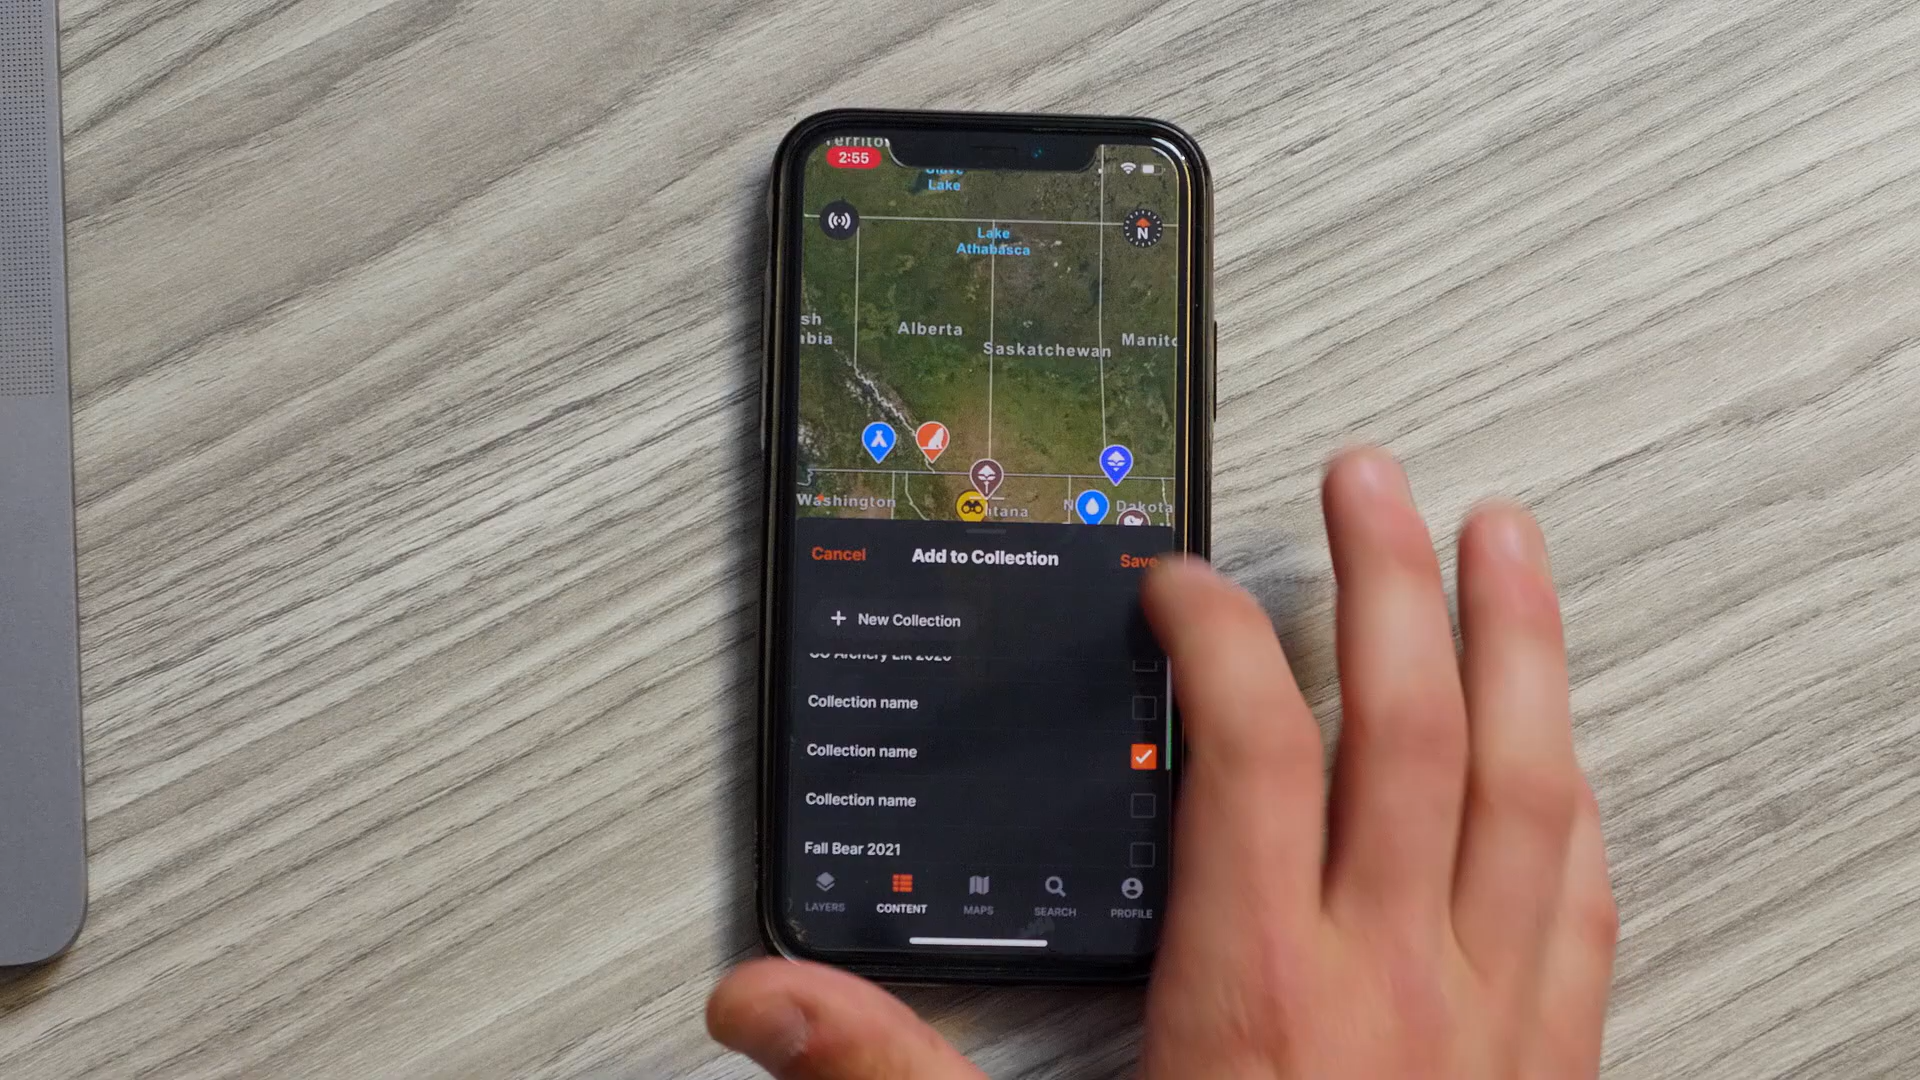 2:55
Lake
N
Lake
Athabasca
Alberta
Saskatchewan
Washington
Dakota
Cancel
Add to Collection
Save
+ New Collection
Collection name
Collection name
Collection name
Fall Bear 2021
LAYERS
CONTENT
MAPS
SEARCH
PROFILE